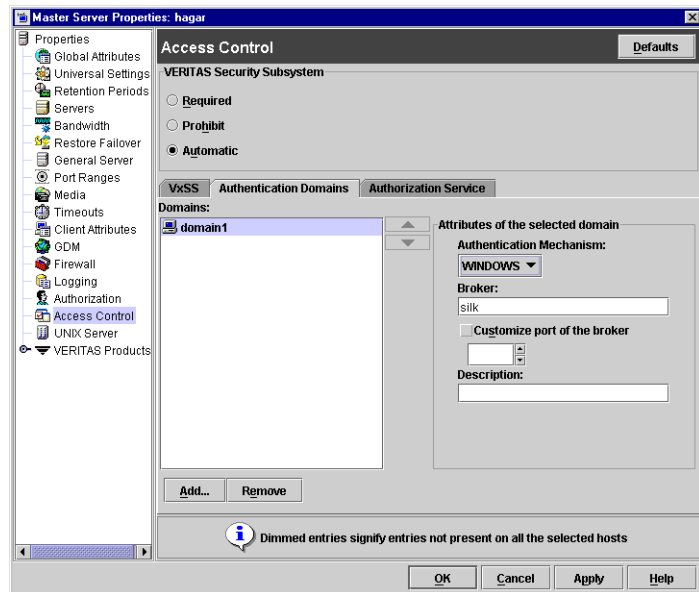 Master Server Properties: hagar
Properties
Global Attributes
Universal Settings
Retention Periods
Servers
Bandwidth
Restore Failover
General Server
Port Ranges
Media
Timeouts
Client Attributes
GDM
Firewall
Logging
Authorization
Access Control
UNIX Server
VERITAS Products
Access Control
Defaults
VERITAS Security Subsystem
Required
Prohibit
Automatic
VxSS Authentication Domains Authorization Service
Domains:
domain1
Attributes of the selected domain
Authentication Mechanism:
WINDOWS
Broker:
silk
Customize port of the broker
Description:
Add... Remove
Dimmed entries signify entries not present on all the selected hosts
OK Cancel Apply Help